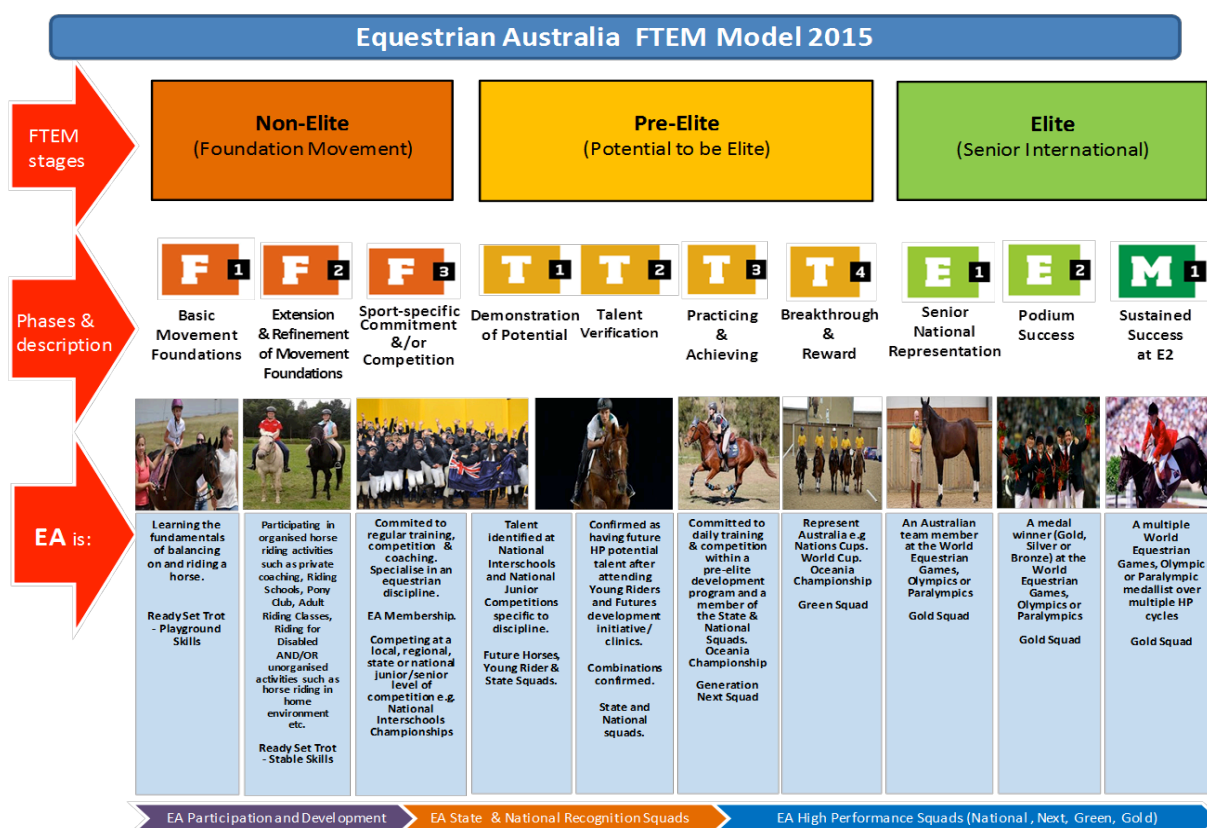 Equestrian Australia FTEM Model 2015
FTEM
stages
Non-Elite
(Foundation Movement)
Pre-Elite
(Potential to be Elite)
Elite
(Senior International)
Phases &
description
F 1
F 2
F 3
T 1
T 2
T 3
T 4
E 1
E 2
M 1
Basic
Movement
Foundations
Extension
& Refinement
of Movement
Foundations
Sport-specific
Commitment
&/or
Competition
Demonstration
of Potential
Talent
Verification
Practicing
&
Achieving
Breakthrough
&
Reward
Senior
National
Representation
Podium
Success
Sustained
Success
at E2
EA is:
Learning the
fundamentals
of balancing
on and riding a
horse.
Ready Set Trot
- Playground
Skills
Participating in
organised horse
riding activities
such as private
coaching, Riding
Schools, Pony
Club, Adult
Riding Classes,
Riding for
Disabled
AND/OR
unorganised
activities such as
horse riding in
home
environment
etc.
Ready Set Trot
- Stable Skills
Commited to
regular training,
competition &
coaching.
Specialise in an
equestrian
discipline.
EA Membership.
Competing at a
local, regional,
state or national
junior/senior
level of
competition e.g.
National
Interschools
Championships
Talent
identified at
National
Interschools
and National
Junior
Competitions
specific to
discipline.
Future Horses,
Young Rider &
State Squads.
Confirmed as
having future
HP potential
talent after
attending
Young Riders
and Futures
development
initiative/
clinics.
Combinations
confirmed.
State and
National
squads.
Committed to
daily training
& competition
within a
pre-elite
development
program and a
member of
the State &
National
Squads.
Oceania
Championship
Generation
Next Squad
Represent
Australia e.g
Nations Cups.
World Cup.
Oceania
Championship
Green Squad
An Australian
team member
at the World
Equestrian
Games,
Olympics or
Paralympics
Gold Squad
A medal
winner (Gold,
Silver or
Bronze) at the
World
Equestrian
Games,
Olympics or
Paralympics
Gold Squad
A multiple
World
Equestrian
Games, Olympic
or Paralympic
medallist over
multiple HP
cycles
Gold Squad
EA Participation and Development
EA State & National Recognition Squads
EA High Performance Squads (National , Next, Green, Gold)